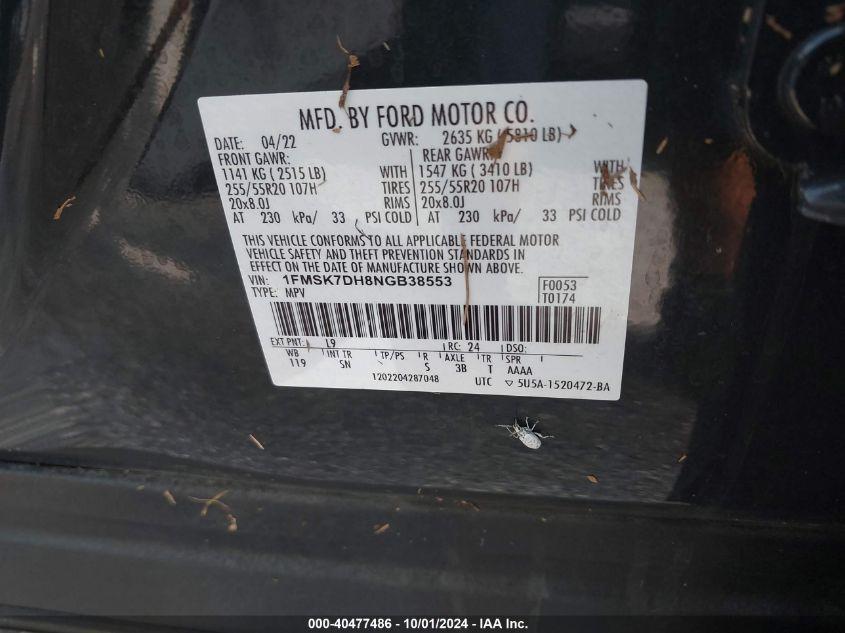 MFD. BY FORD MOTOR CO.
DATE: 04/22 GVWR: 2635 KG (5810 LB)
FRONT GAWR: REAR GAWR:
1141 KG ( 2515 LB) WITH 1547 KG ( 3410 LB) WITH
255/55R20 107H TIRES 255/55R20 107H TIRES
20x8.0J RIMS 20x8.0J RIMS
AT 230 kPa/ 33 PSI COLD AT 230 kPa/ 33 PSI COLD
THIS VEHICLE CONFORMS TO ALL APPLICABLE FEDERAL MOTOR
VEHICLE SAFETY AND THEFT PREVENTION STANDARDS IN
EFFECT ON THE DATE OF MANUFACTURE SHOWN ABOVE.
VIN: 1FMSK7DH8NGB38553 F0053
TYPE: MPV T0174
EXT PNT: L9 RC: 24 DSO:
WB INT TR TP/PS R AXLE TR SPR
119 SN S 3B T AAAA
1202204287048 UTC ▽ 5U5A-1520472-BA
000-40477486 - 10/01/2024 - IAA Inc.